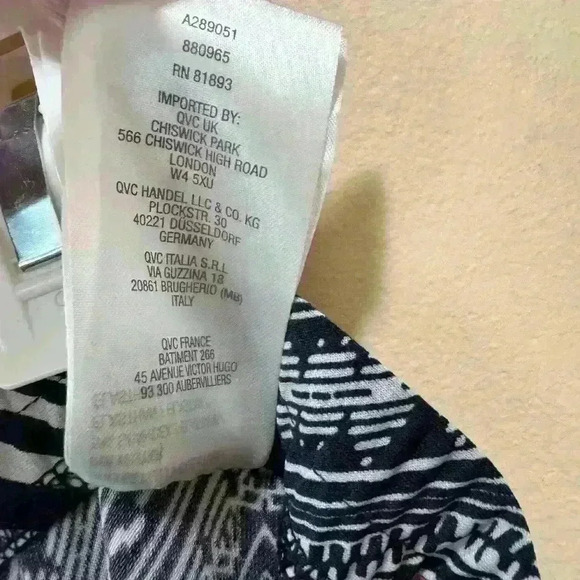 A289051
880965
RN 81893
IMPORTED BY:
QVC UK
CHISWICK PARK
566 CHISWICK HIGH ROAD
LONDON
W4 5XU
QVC HANDEL LLC & CO. KG
PLOCKSTR. 30
40221 DÜSSELDORF
GERMANY
QVC ITALIA S.R.L
VIA GUZZINA 18
20861 BRUGHERIO (MB)
ITALY
QVC FRANCE
BATIMENT 266
45 AVENUE VICTOR HUGO
93 300 AUBERVILLIERS